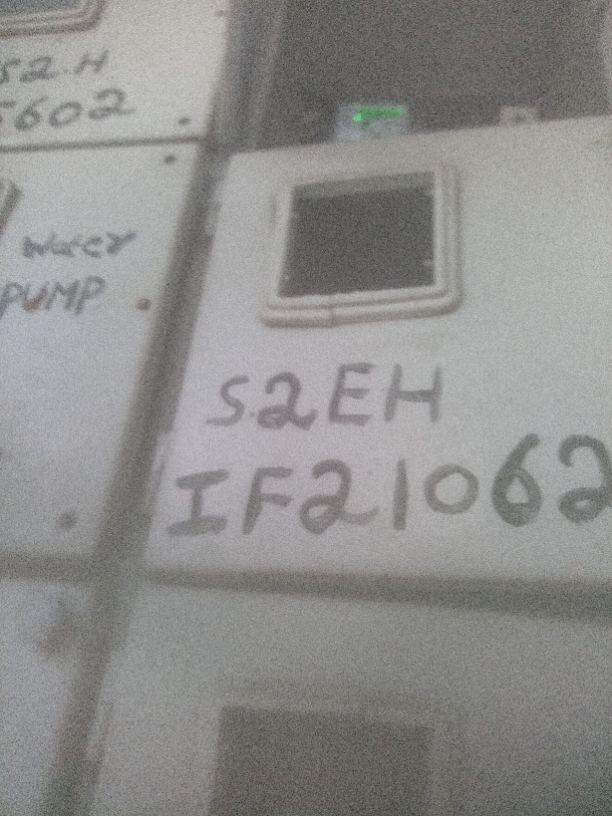 S2.H
5602
Water
PUMP
S2EH
IF21062